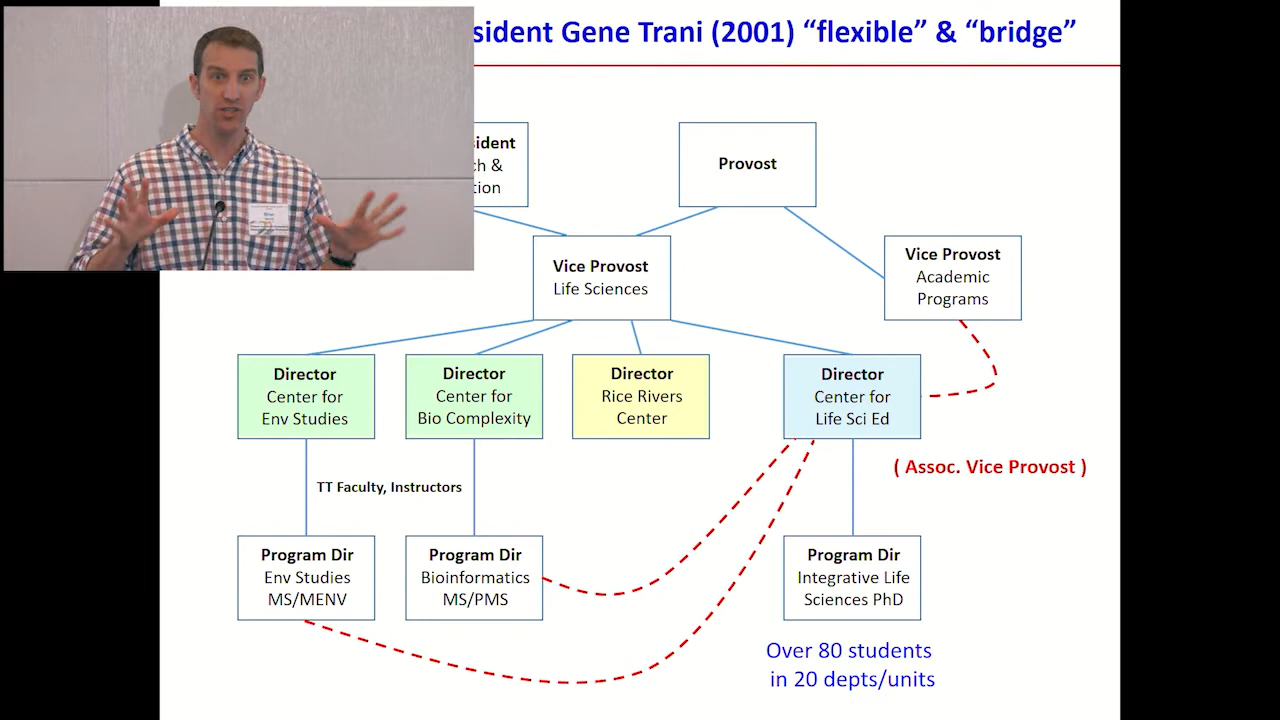 sident Gene Trani (2001) “flexible” & “bridge”
sident
ch &
tion
Provost
Vice Provost
Life Sciences
Vice Provost
Academic
Programs
Director
Center for
Env Studies
Director
Center for
Bio Complexity
Director
Rice Rivers
Center
Director
Center for
Life Sci Ed
( Assoc. Vice Provost )
TT Faculty, Instructors
Program Dir
Env Studies
MS/MENV
Program Dir
Bioinformatics
MS/PMS
Program Dir
Integrative Life
Sciences PhD
Over 80 students
in 20 depts/units